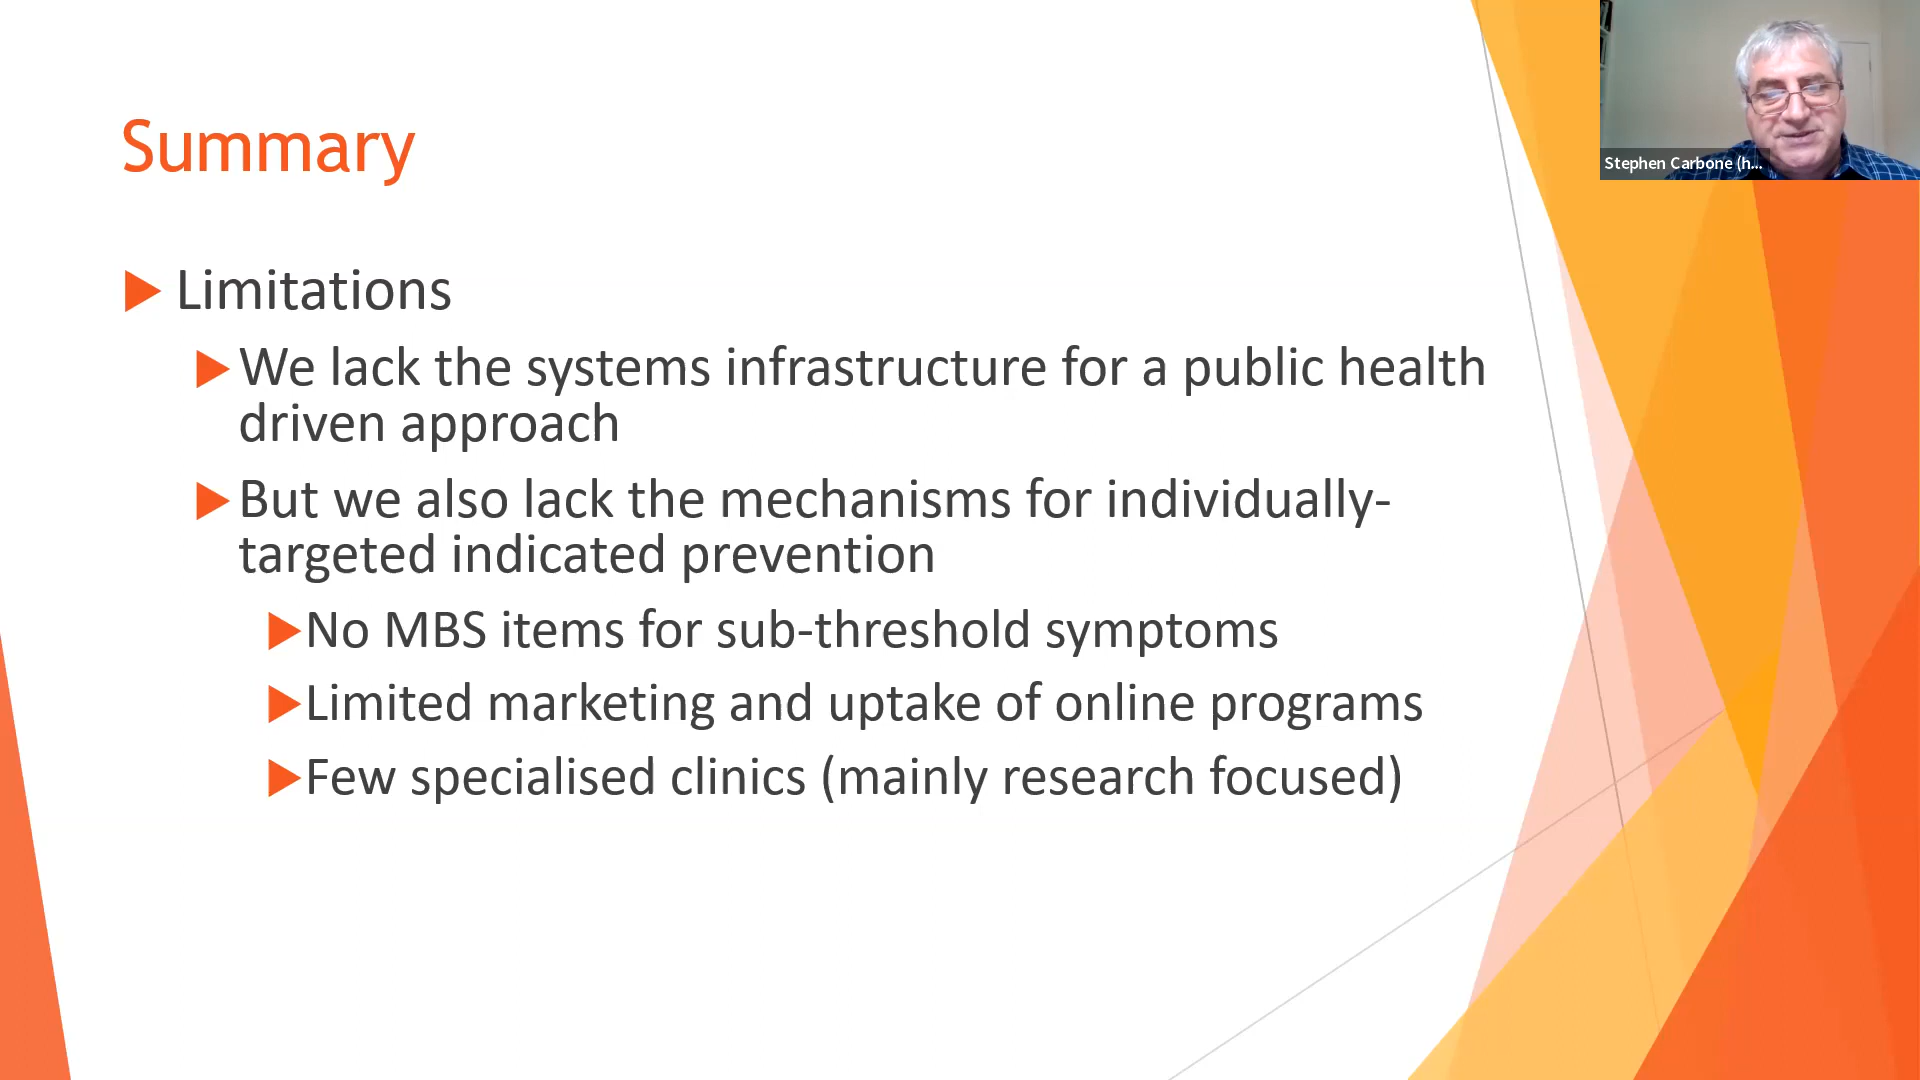 Summary
Limitations
We lack the systems infrastructure for a public health
driven approach
But we also lack the mechanisms for individually-
targeted indicated prevention
No MBS items for sub-threshold symptoms
Limited marketing and uptake of online programs
Few specialised clinics (mainly research focused)
Stephen Carbone (h...